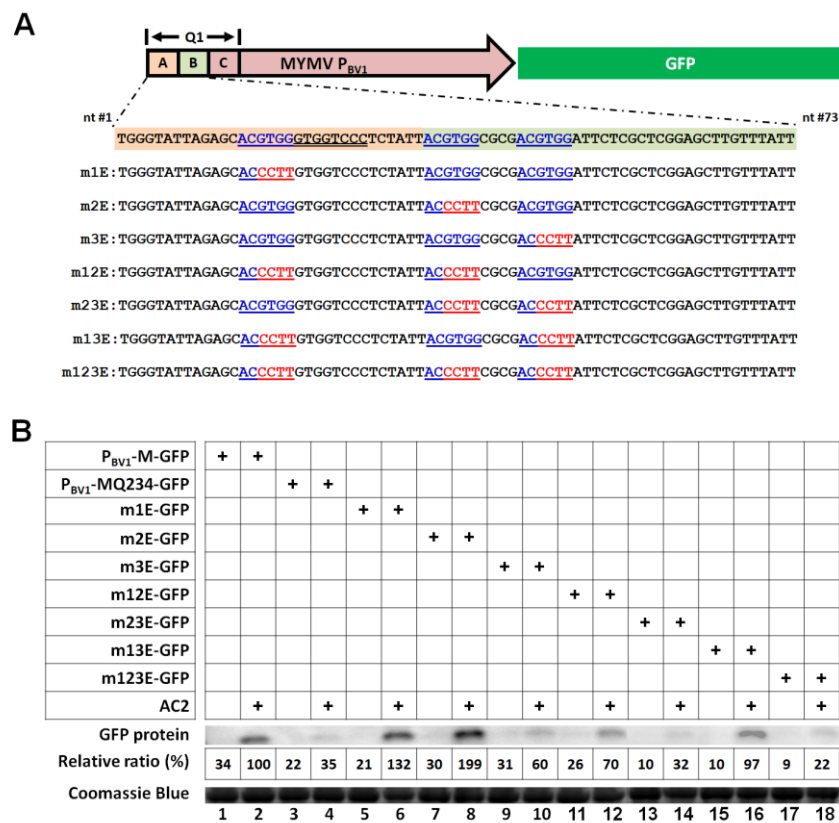 A
Q1
A B C MYMV PBV1 GFP
nt #1 nt #73
TGGGTATTAGAGCACGTGGGTGGTCCCTCTATTACGTGGCGCGACGTGGATTCTCGCTCGGAGCTTGTTTATT
m1E:TGGGTATTAGAGCACCCTTGTGGTCCCTCTATTACGTGGCGCGACGTGGATTCTCGCTCGGAGCTTGTTTATT
m2E:TGGGTATTAGAGCACGTGGGTGGTCCCTCTATTACCCTTCGCGACGTGGATTCTCGCTCGGAGCTTGTTTATT
m3E:TGGGTATTAGAGCACGTGGGTGGTCCCTCTATTACGTGGCGCGACCCTTATTCTCGCTCGGAGCTTGTTTATT
m12E:TGGGTATTAGAGCACCCTTGTGGTCCCTCTATTACCCTTCGCGACGTGGATTCTCGCTCGGAGCTTGTTTATT
m23E:TGGGTATTAGAGCACGTGGGTGGTCCCTCTATTACCCTTCGCGACCCTTATTCTCGCTCGGAGCTTGTTTATT
m13E:TGGGTATTAGAGCACCCTTGTGGTCCCTCTATTACGTGGCGCGACCCTTATTCTCGCTCGGAGCTTGTTTATT
m123E:TGGGTATTAGAGCACCCTTGTGGTCCCTCTATTACCCTTCGCGACCCTTATTCTCGCTCGGAGCTTGTTTATT
B
PBV1-M-GFP + +
PBV1-MQ234-GFP + +
m1E-GFP + +
m2E-GFP + +
m3E-GFP + +
m12E-GFP + +
m23E-GFP + +
m13E-GFP + +
m123E-GFP + +
AC2 + + + + + + + + +
GFP protein
Relative ratio (%) 34 100 22 35 21 132 30 199 31 60 26 70 10 32 10 97 9 22
Coomassie Blue
1 2 3 4 5 6 7 8 9 10 11 12 13 14 15 16 17 18